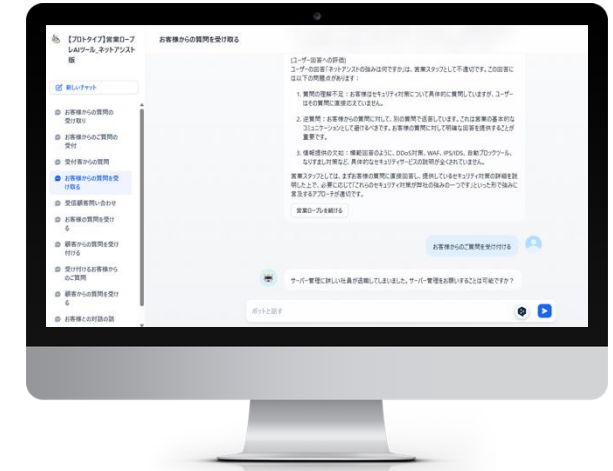 【プロトタイプ】営業ロープ
レAIツール_ネットアシスト
版
お客様からの質問を受け取る
新しいチャット
お客様からの質問の
受け取り
お客様からのご質問の
受付
受付客からの質問
お客様からの質問を受
け取る
受信顧客問い合わせ
お客様の質問を受け
る
顧客からの質問を受け
付ける
受け付けるお客様から
のご質問
顧客からの質問を受け
る
お客様との対話の謎
[ユーザー回答への評価]
ユーザーの回答「ネットアシストの強みは何ですか」は、営業スタッフとして不適切です。この回答に
は以下の問題点があります：
1. 質問の理解不足：お客様はセキュリティ対策について具体的に質問していますが、ユーザー
はその質問に直接応えていません。
2. 逆質問：お客様からの質問に対して、別の質問で返答しています。これは営業の基本的な
コミュニケーションとして避けるべきです。お客様の質問に対して明確な回答を提供することが
重要です。
3. 情報提供の欠如：模範回答のように、DDoS対策、WAF、IPS/IDS、自動ブロックツール、
なりすまし対策など、具体的なセキュリティサービスの説明が全くされていません。
営業スタッフとしては、まずお客様の質問に直接回答し、提供しているセキュリティ対策の詳細を説
明した上で、必要に応じて「これらのセキュリティ対策が弊社の強みの一つです」といった形で強みに
言及するアプローチが適切です。
営業ロープレを続ける
お客様からのご質問を受け付ける
サーバー管理に詳しい社員が退職してしまいました。サーバー管理をお願いすることは可能ですか？
ボットと話す